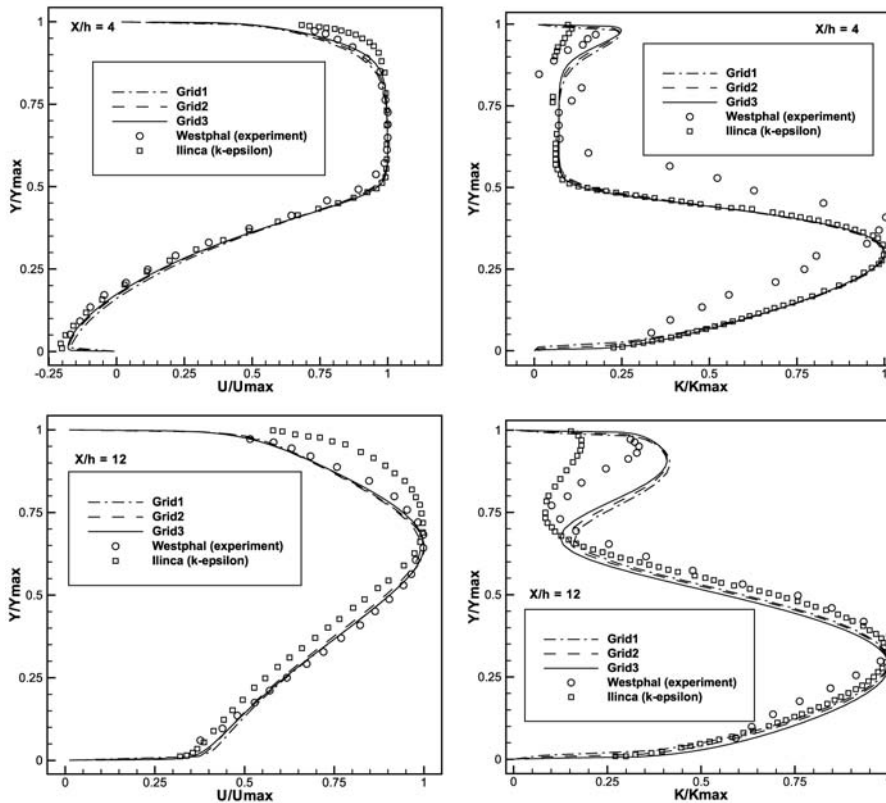 X/h = 4
Grid1
Grid2
Grid3
Westphal (experiment)
Ilinca (k-epsilon)
Y/Ymax
1
0.75
0.5
0.25
0
-0.25
0
0.25
0.5
0.75
1
U/Umax
X/h = 4
Grid1
Grid2
Grid3
Westphal (experiment)
Ilinca (k-epsilon)
Y/Ymax
1
0.75
0.5
0.25
0
0
0.25
0.5
0.75
1
K/Kmax
X/h = 12
Grid1
Grid2
Grid3
Westphal (experiment)
Ilinca (k-epsilon)
Y/Ymax
1
0.75
0.5
0.25
0
0
0.25
0.5
0.75
1
U/Umax
X/h = 12
Grid1
Grid2
Grid3
Westphal (experiment)
Ilinca (k-epsilon)
Y/Ymax
1
0.75
0.5
0.25
0
0
0.25
0.5
0.75
1
K/Kmax